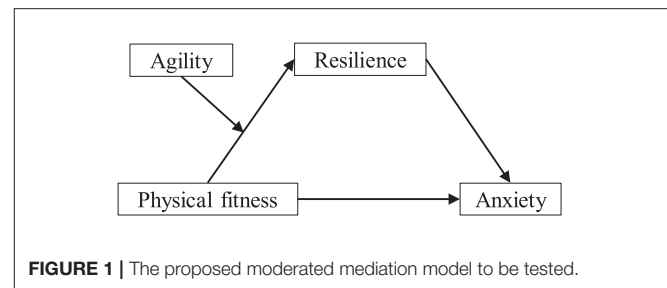 Agility
Resilience
Physical fitness
Anxiety
FIGURE 1 | The proposed moderated mediation model to be tested.